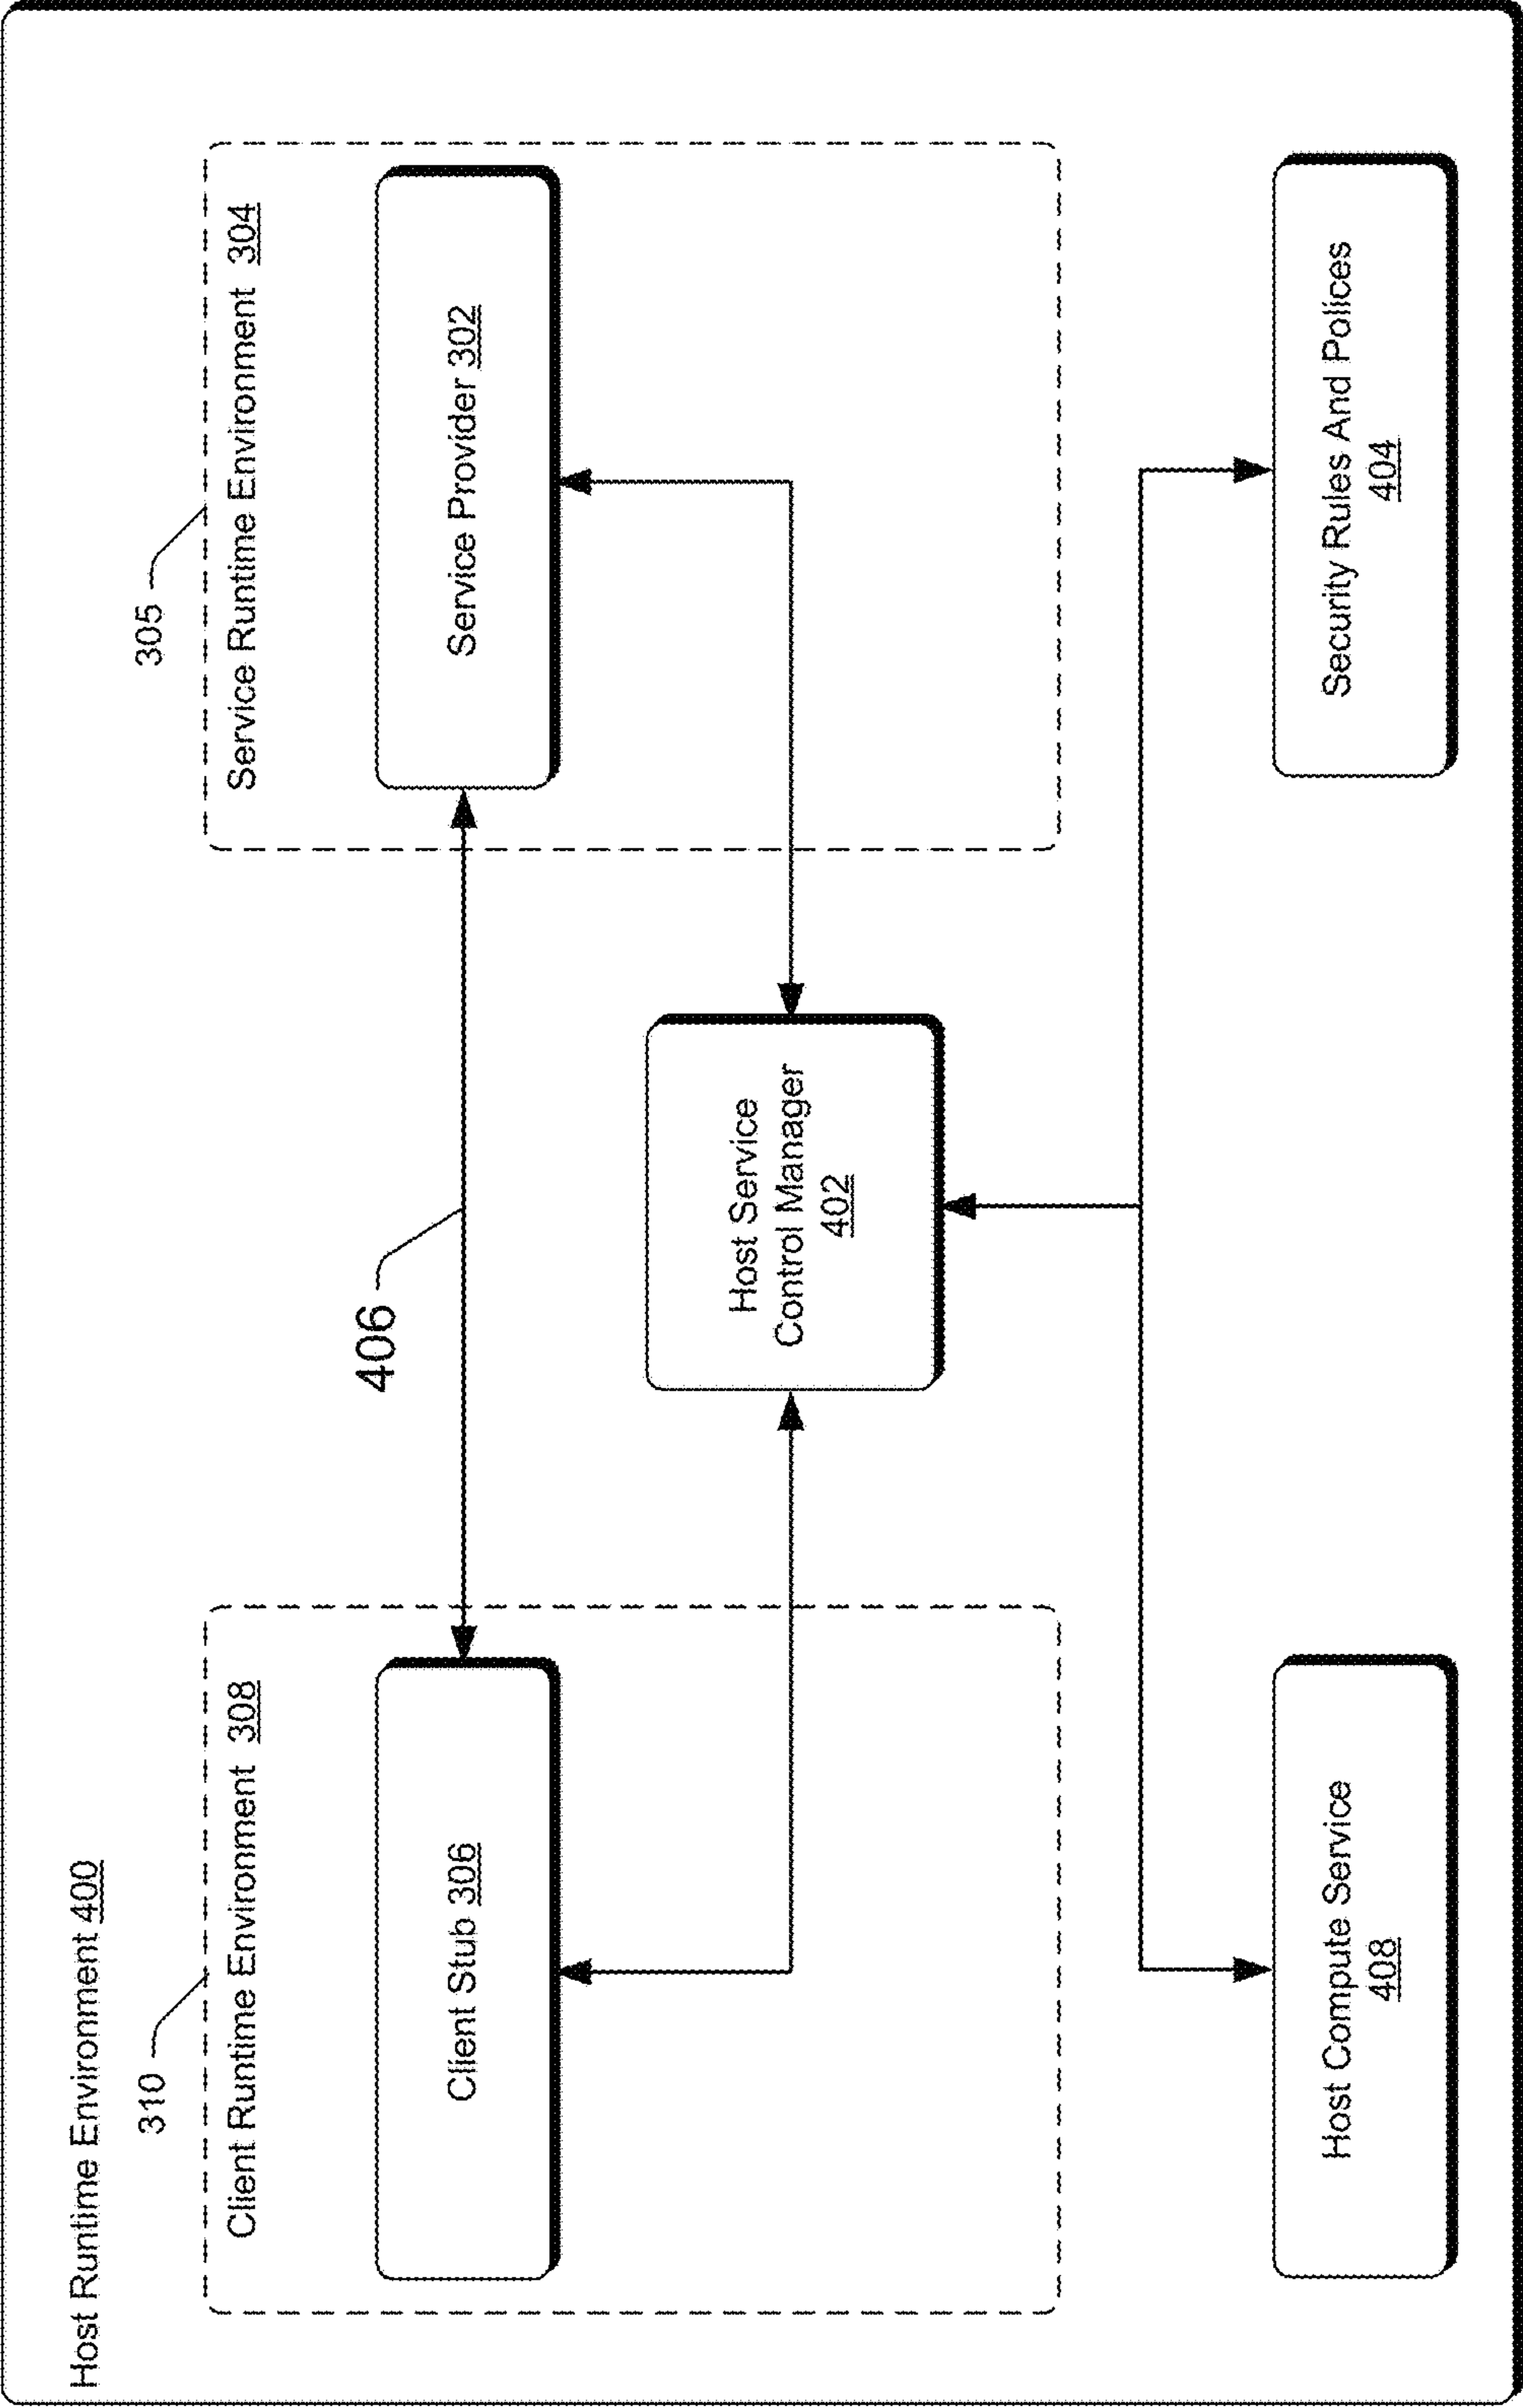 Host Runtime Environment 400
310
305
Client Runtime Environment 308
Service Runtime Environment 304
406
Client Stub 306
Service Provider 302
Host Service
Control Manager
402
Host Compute Service
408
Security Rules And Polices
404